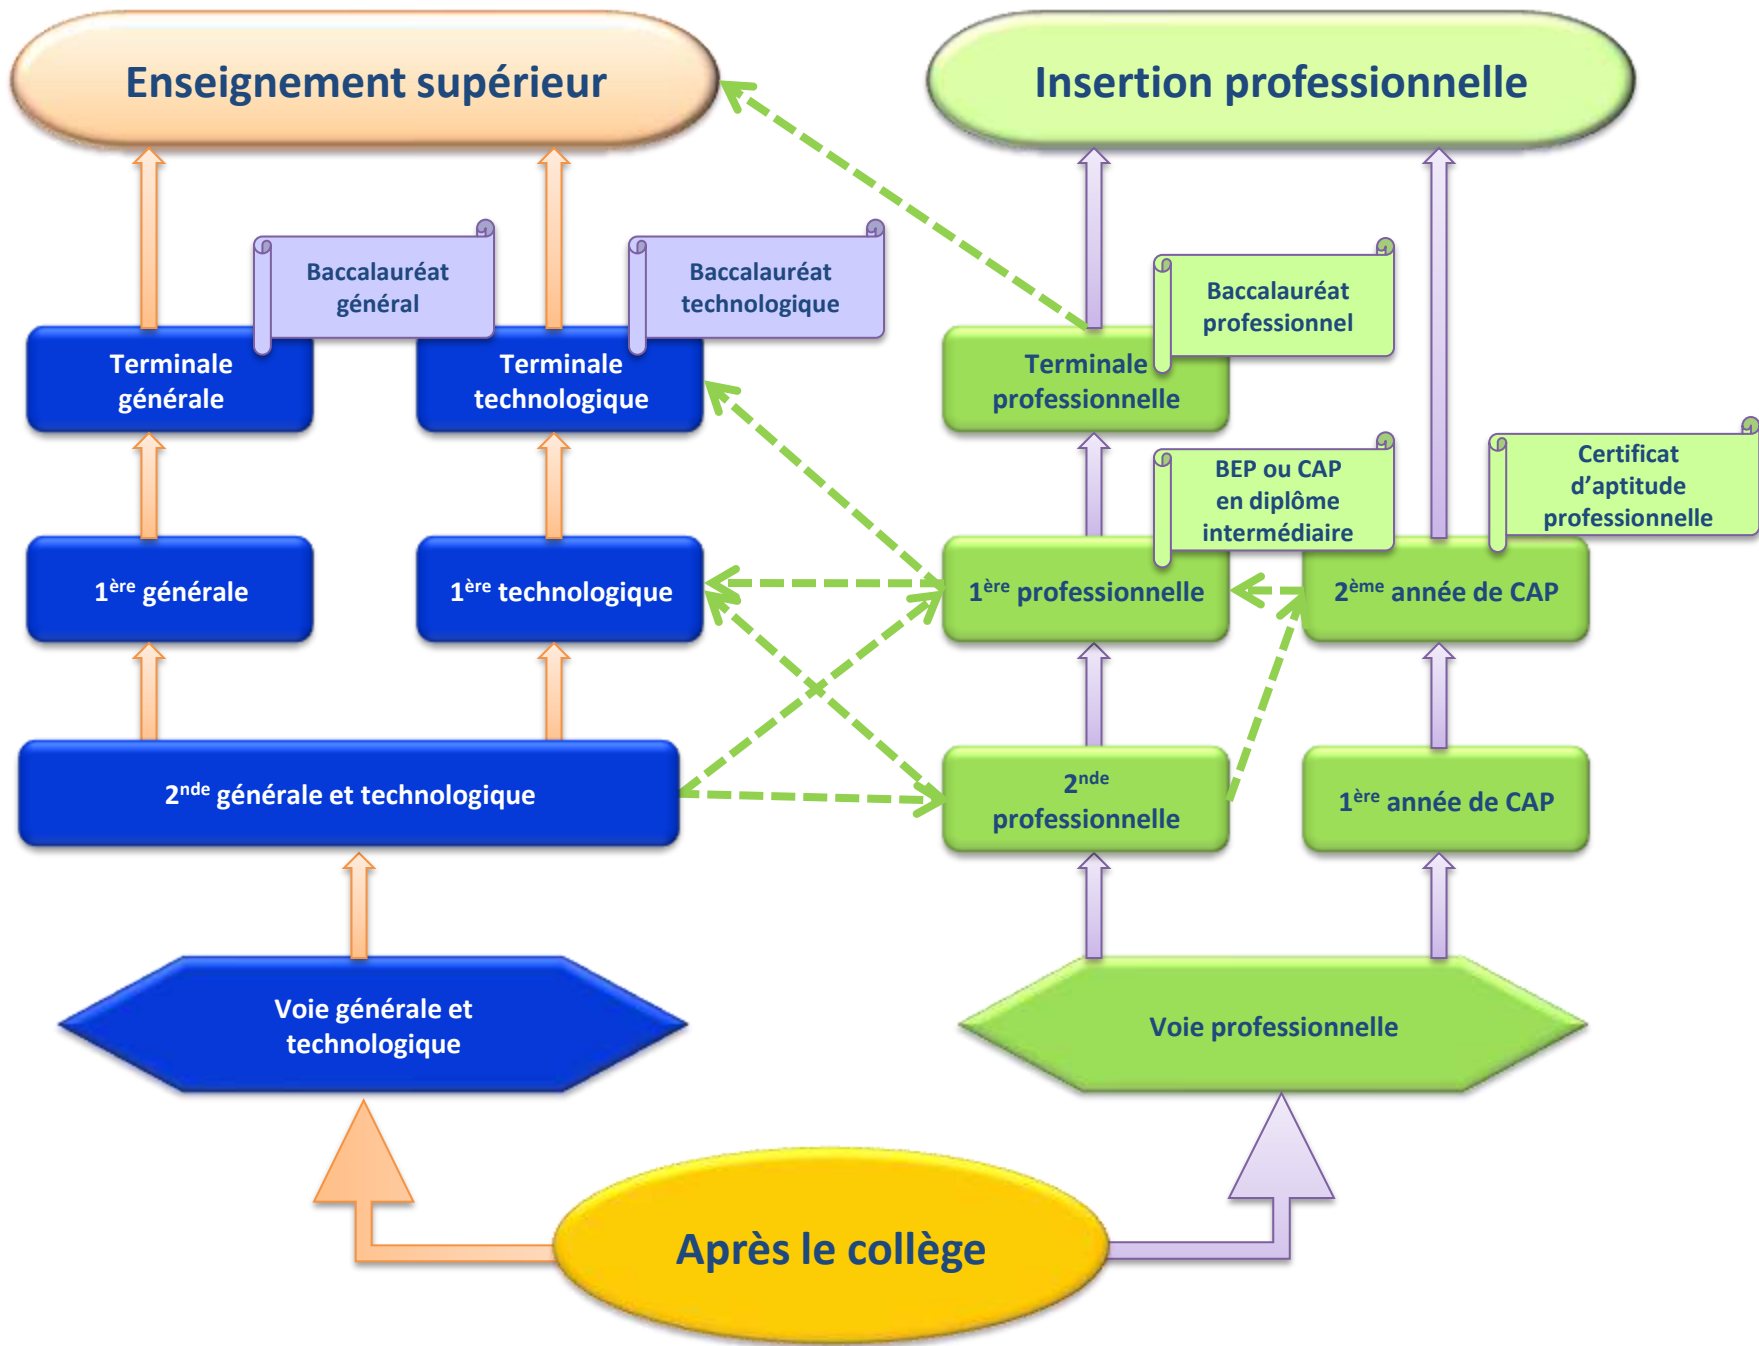 Enseignement supérieur
Insertion professionnelle
Baccalauréat
général
Baccalauréat
technologique
Baccalauréat
professionnel
Terminale
générale
Terminale
technologique
Terminale
professionnelle
BEP ou CAP
en diplôme
intermédiaire
Certificat
d’aptitude
professionnelle
1ère générale
1ère technologique
1ère professionnelle
2ème année de CAP
2nde générale et technologique
2nde
professionnelle
1ère année de CAP
Voie générale et
technologique
Voie professionnelle
Après le collège